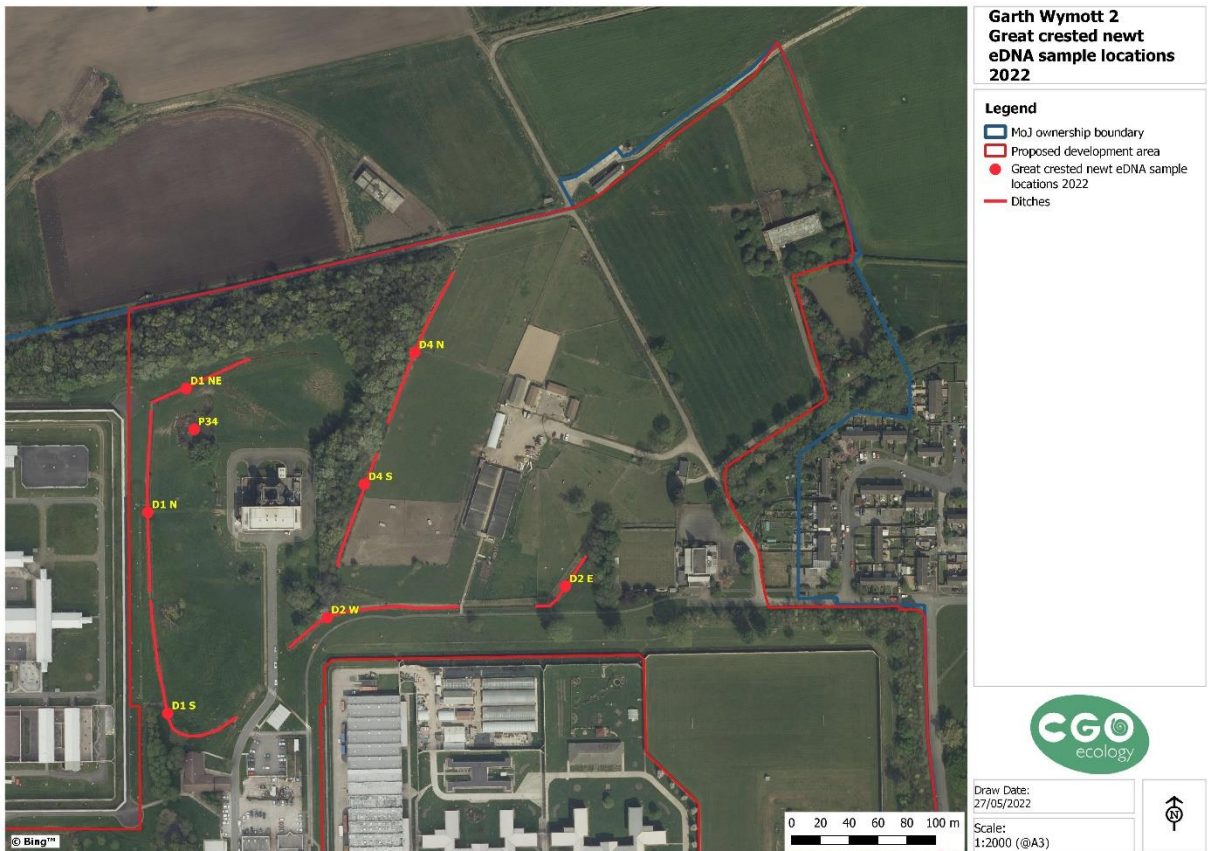 Garth Wymott 2
Great crested newt
eDNA sample locations
2022
Legend
MoJ ownership boundary
Proposed development area
Great crested newt eDNA sample
locations 2022
Ditches
D4 N
D1 NE
P34
D4 S
D1 N
D2 E
D2 W
D1 S
© Bing™
0 20 40 60 80 100 m
CGO
ecology
Draw Date:
27/05/2022
Scale:
1:2000 (@A3)
N